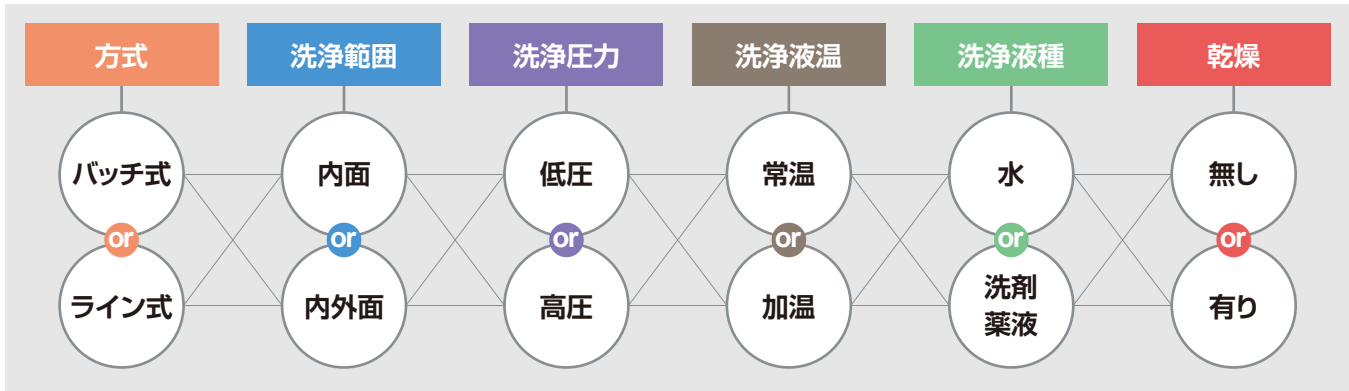 方式
洗浄範囲
洗浄圧力
洗浄液温
洗浄液種
乾燥
バッチ式
内面
低圧
常温
水
無し
or
or
or
or
or
or
ライン式
内外面
高圧
加温
洗剤
薬液
有り